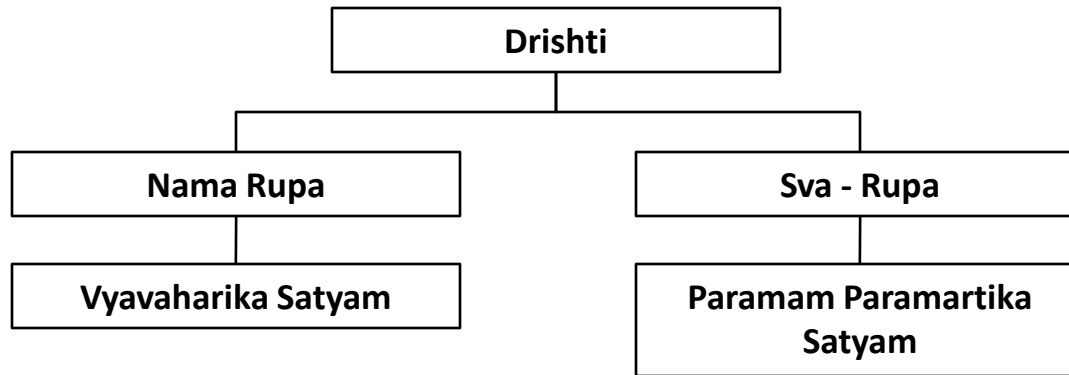 Drishti
Nama Rupa
Sva - Rupa
Vyavaharika Satyam
Paramam Paramartika
Satyam